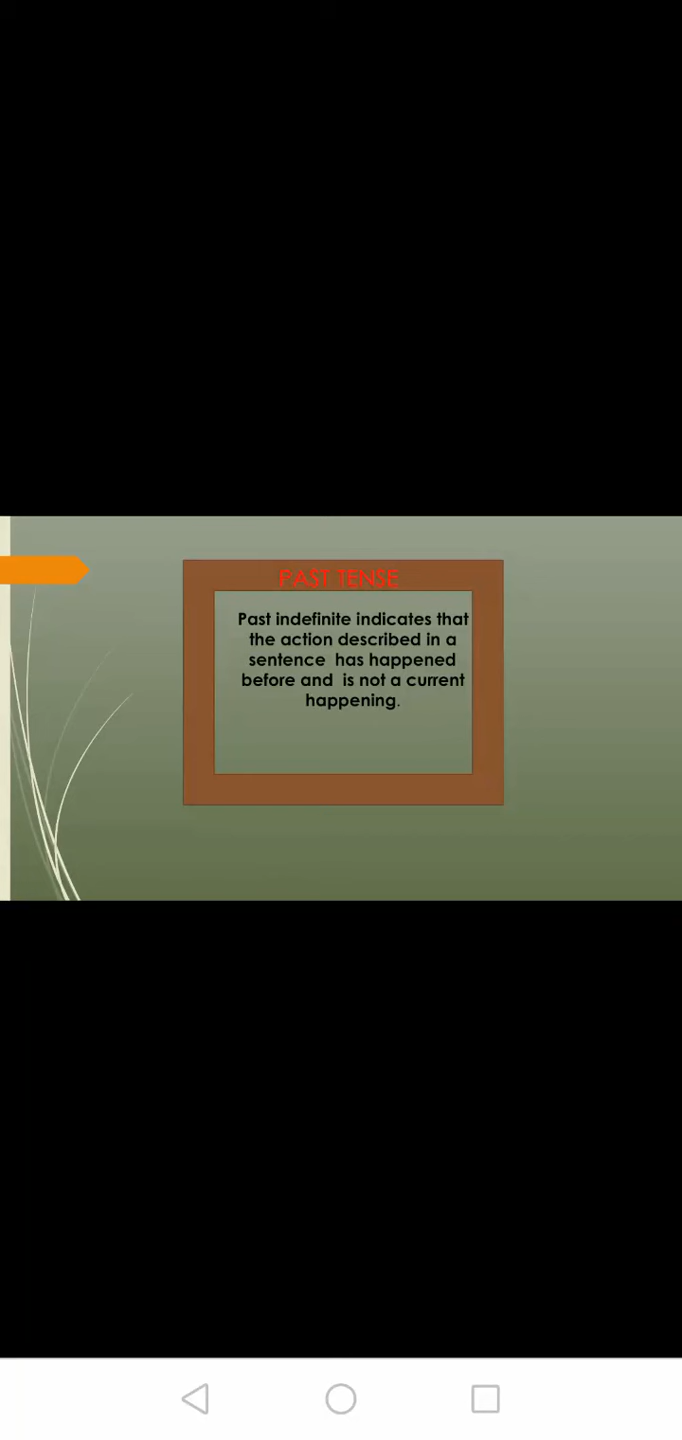 PAST TENSE
Past indefinite indicates that
the action described in a
sentence has happened
before and is not a current
happening.